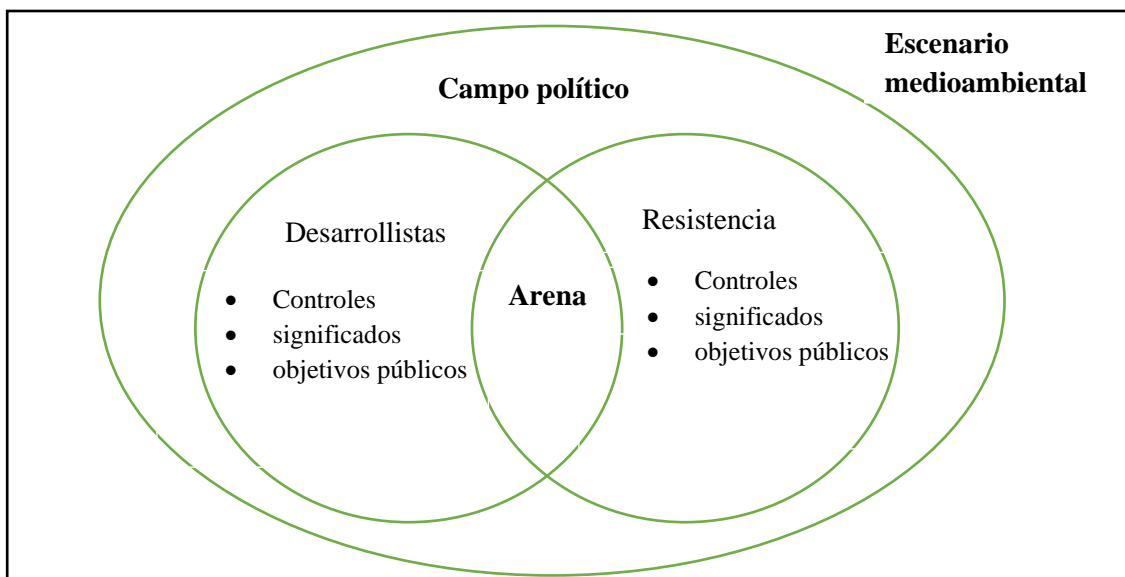 Escenario
medioambiental
Campo político
Desarrollistas
• Controles
• significados
• objetivos públicos
Arena
Resistencia
• Controles
• significados
• objetivos públicos